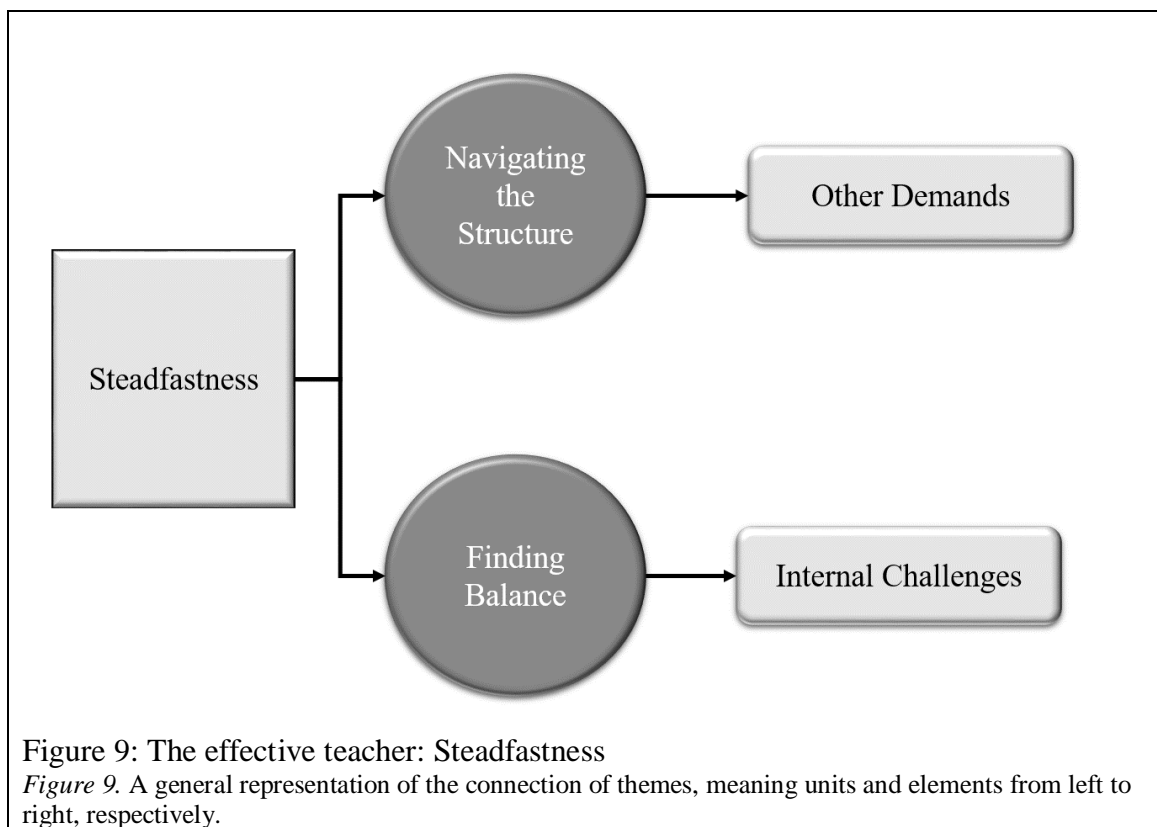 Navigating
the
Structure
Other Demands
Steadfastness
Finding
Balance
Internal Challenges
Figure 9: The effective teacher: Steadfastness
Figure 9. A general representation of the connection of themes, meaning units and elements from left to
right, respectively.